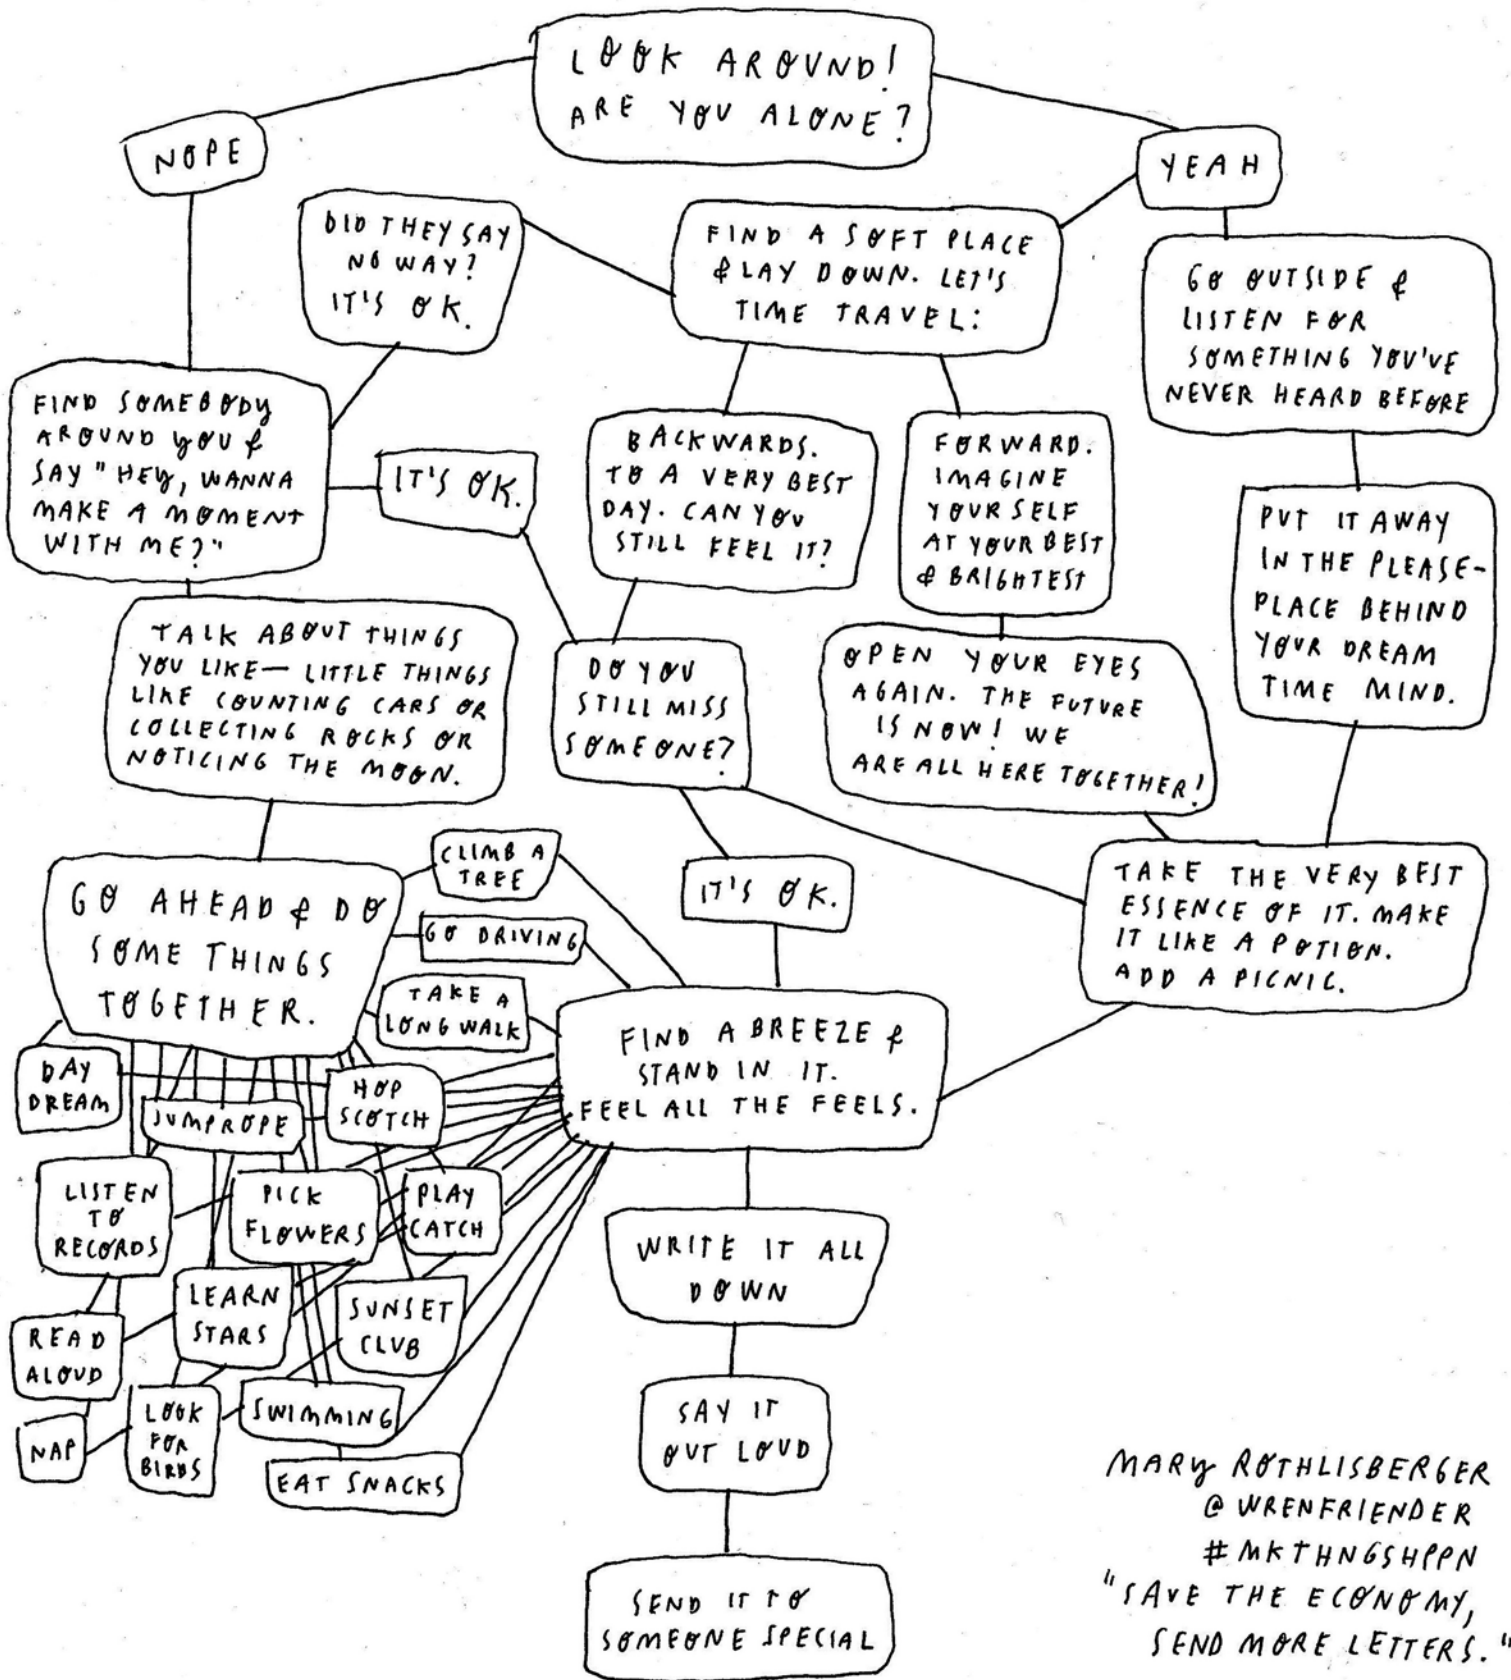 LOOK AROUND!
ARE YOU ALONE?
NOPE
YEAH
DID THEY SAY
NO WAY?
IT'S OK.
FIND A SOFT PLACE
& LAY DOWN. LET'S
TIME TRAVEL:
GO OUTSIDE &
LISTEN FOR
SOMETHING YOU'VE
NEVER HEARD BEFORE
FIND SOMEBODY
AROUND YOU &
SAY "HEY, WANNA
MAKE A MOMENT
WITH ME?"
IT'S OK.
BACKWARDS.
TO A VERY BEST
DAY. CAN YOU
STILL FEEL IT?
FORWARD.
IMAGINE
YOURSELF
AT YOUR BEST
& BRIGHTEST
PUT IT AWAY
IN THE PLEASE-
PLACE BEHIND
YOUR DREAM
TIME MIND.
TALK ABOUT THINGS
YOU LIKE— LITTLE THINGS
LIKE COUNTING CARS OR
COLLECTING ROCKS OR
NOTICING THE MOON.
DO YOU
STILL MISS
SOMEONE?
OPEN YOUR EYES
AGAIN. THE FUTURE
IS NOW! WE
ARE ALL HERE TOGETHER!
GO AHEAD & DO
SOME THINGS
TOGETHER.
CLIMB A
TREE
GO DRIVING
TAKE A
LONG WALK
IT'S OK.
TAKE THE VERY BEST
ESSENCE OF IT. MAKE
IT LIKE A POTION.
ADD A PICNIC.
FIND A BREEZE &
STAND IN IT.
FEEL ALL THE FEELS.
DAY
DREAM
HOP
SCOTCH
JUMPROPE
LISTEN
TO
RECORDS
PICK
FLOWERS
PLAY
CATCH
LEARN
STARS
SUNSET
CLUB
READ
ALOUD
NAP
LOOK
FOR
BIRDS
SWIMMING
EAT SNACKS
WRITE IT ALL
DOWN
SAY IT
OUT LOUD
SEND IT TO
SOMEONE SPECIAL
MARY ROTHLISBERGER
@WRENFRIENDER
#MKTHNGSHPPN
"SAVE THE ECONOMY,
SEND MORE LETTERS."